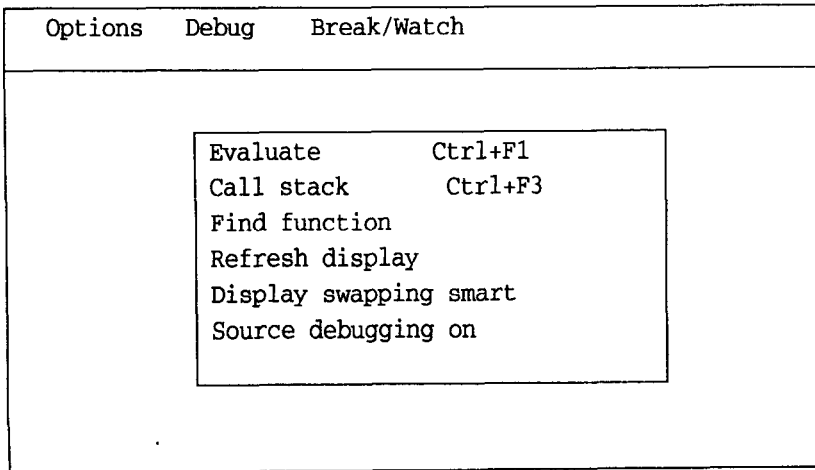 Options Debug Break/Watch
Evaluate Ctrl+F1
Call stack Ctrl+F3
Find function
Refresh display
Display swapping smart
Source debugging on